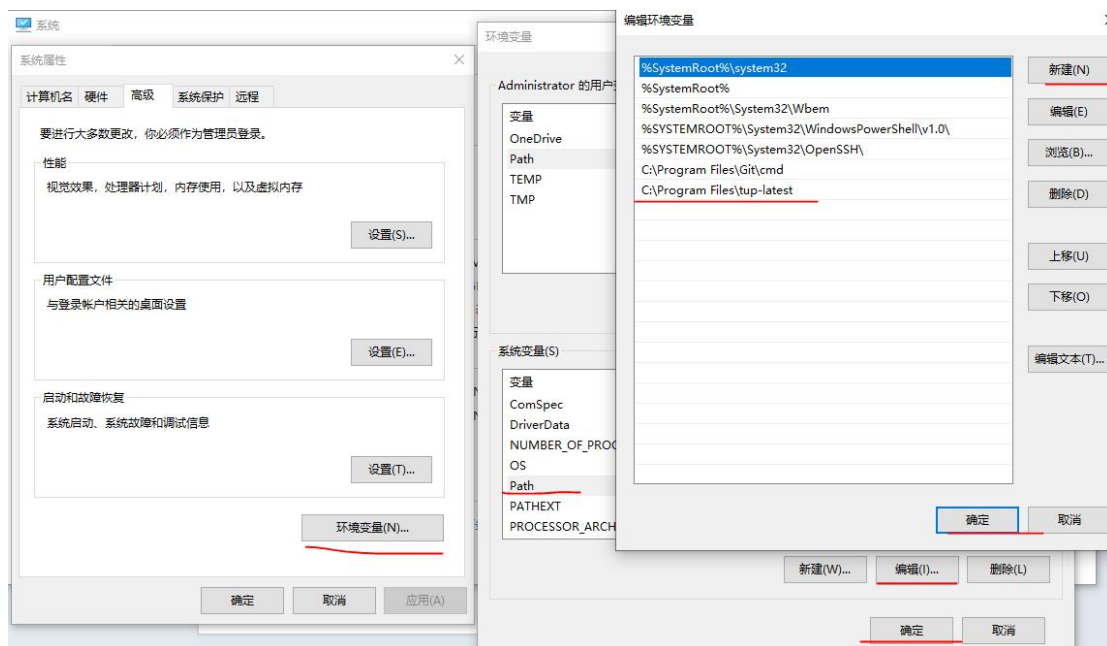 系统
系统属性
计算机名 硬件 高级 系统保护 远程
要进行大多数更改，你必须作为管理员登录。
性能
视觉效果，处理器计划，内存使用，以及虚拟内存
设置(S)...
用户配置文件
与登录帐户相关的桌面设置
设置(E)...
启动和故障恢复
系统启动、系统故障和调试信息
设置(T)...
环境变量(N)...
确定 取消 应用(A)
环境变量
Administrator 的用户
变量
OneDrive
Path
TEMP
TMP
系统变量(S)
变量
ComSpec
DriverData
NUMBER_OF_PROC
OS
Path
PATHEXT
PROCESSOR_ARCH
新建(W)... 编辑(I)... 删除(L)
确定 取消
编辑环境变量
%SystemRoot%\system32
%SystemRoot%
%SystemRoot%\System32\Wbem
%SYSTEMROOT%\System32\WindowsPowerShell\v1.0\
%SYSTEMROOT%\System32\OpenSSH\
C:\Program Files\Git\cmd
C:\Program Files\tup-latest
新建(N)
编辑(E)
浏览(B)...
删除(D)
上移(U)
下移(O)
编辑文本(T)...
确定 取消